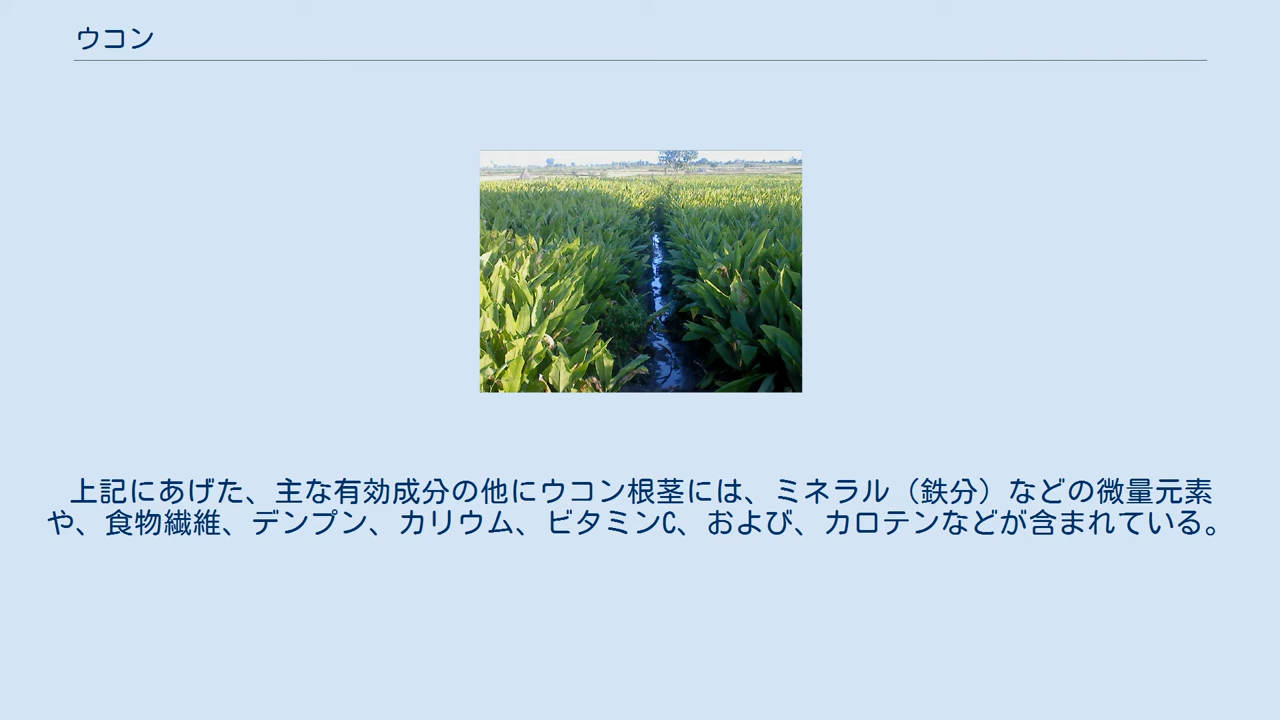 ウコン
上記にあげた、主な有効成分の他にウコン根茎には、ミネラル（鉄分）などの微量元素
や、食物繊維、デンプン、カリウム、ビタミンC、および、カロテンなどが含まれている。